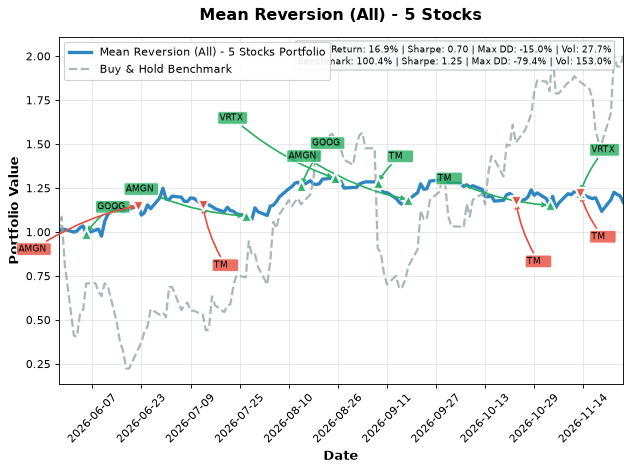 Mean Reversion (All) - 5 Stocks
Mean Reversion (All) - 5 Stocks Portfolio
Buy & Hold Benchmark
Return: 16.9% | Sharpe: 0.70 | Max DD: -15.0% | Vol: 27.7%
Benchmark: 100.4% | Sharpe: 1.25 | Max DD: -79.4% | Vol: 153.0%
Portfolio Value
2.00
1.75
1.50
1.25
1.00
0.75
0.50
0.25
VRTX
GOOG
AMGN
TM
VRTX
TM
AMGN
GOOG
AMGN
TM
TM
TM
2026-06-07
2026-06-23
2026-07-09
2026-07-25
2026-08-10
2026-08-26
2026-09-11
2026-09-27
2026-10-13
2026-10-29
2026-11-14
Date